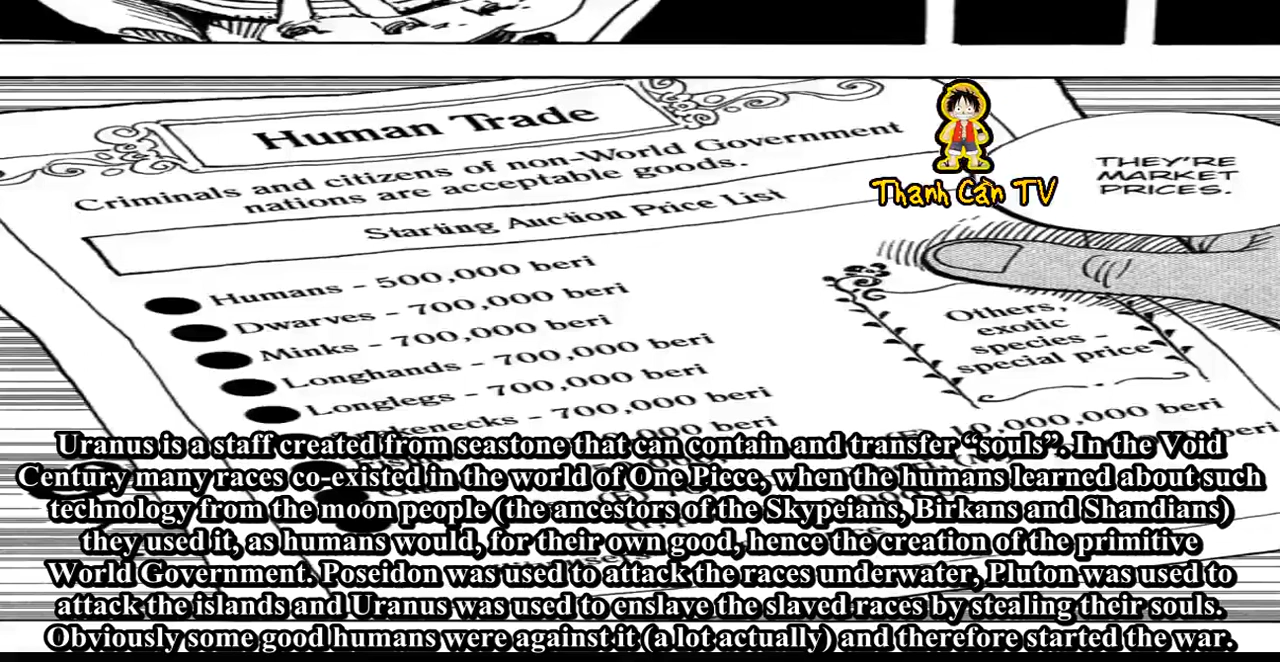 Human Trade
Criminals and citizens of non-World Government
nations are acceptable goods.
Starting Auction Price List
THEY'RE
MARKET
PRICES.
Thanh Cần TV
Humans - 500,000 beri
Dwarves - 700,000 beri
Minks - 700,000 beri
Longhands - 700,000 beri
Longlegs - 700,000 beri
- 700,000 beri
Others,
exotic
species -
special price
10,000,000 beri
beri
Uranus is a staff created from seastone that can contain and transfer “souls”. In the Void
Century many races co-existed in the world of One Piece, when the humans learned about such
technology from the moon people (the ancestors of the Skypeians, Birkans and Shandians)
they used it, as humans would, for their own good, hence the creation of the primitive
World Government. Poseidon was used to attack the races underwater, Pluton was used to
attack the islands and Uranus was used to enslave the slaved races by stealing their souls.
Obviously some good humans were against it (a lot actually) and therefore started the war.